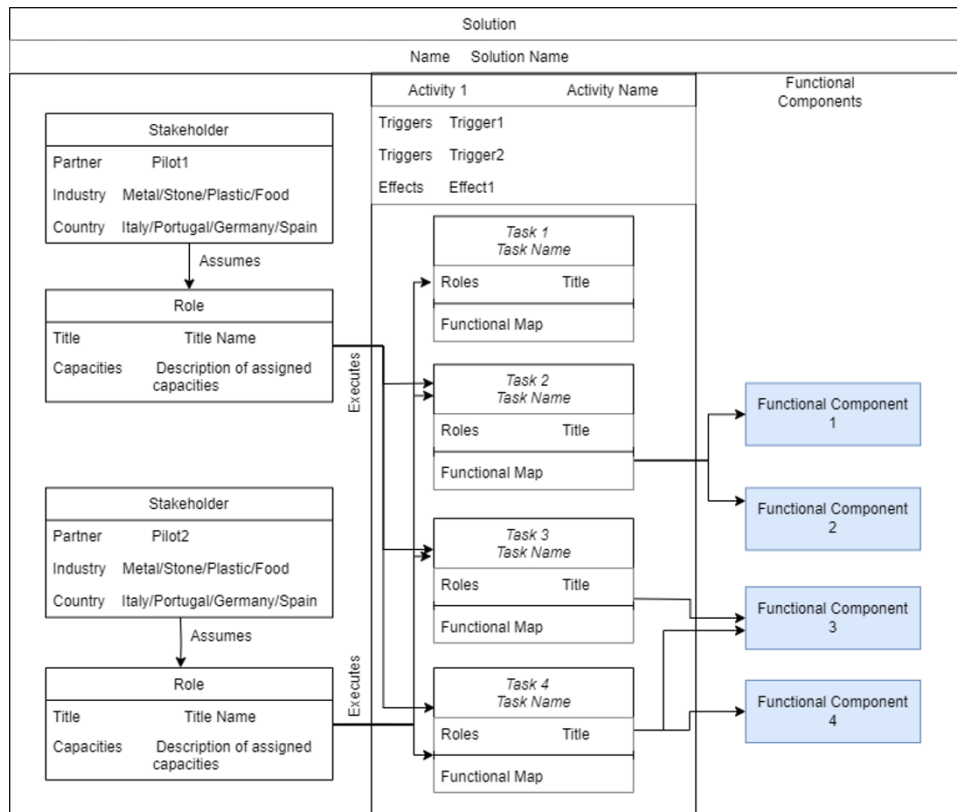 Solution
Name Solution Name
Stakeholder
Partner Pilot1
Industry Metal/Stone/Plastic/Food
Country Italy/Portugal/Germany/Spain
Assumes
Role
Title Title Name
Capacities Description of assigned
capacities
Executes
Stakeholder
Partner Pilot2
Industry Metal/Stone/Plastic/Food
Country Italy/Portugal/Germany/Spain
Assumes
Role
Title Title Name
Capacities Description of assigned
capacities
Executes
Activity 1 Activity Name
Triggers Trigger1
Triggers Trigger2
Effects Effect1
Task 1
Task Name
Roles Title
Functional Map
Task 2
Task Name
Roles Title
Functional Map
Task 3
Task Name
Roles Title
Functional Map
Task 4
Task Name
Roles Title
Functional Map
Functional
Components
Functional Component
1
Functional Component
2
Functional Component
3
Functional Component
4